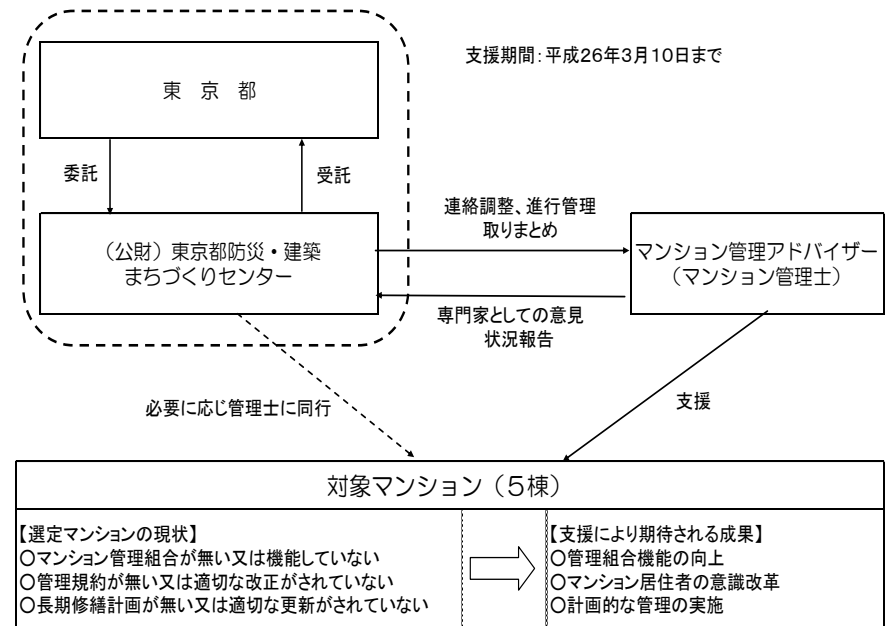 支援期間：平成26年3月10日まで
東　京　都
委託
受託
（公財）東京都防災・建築
まちづくりセンター
連絡調整、進行管理
取りまとめ
マンション管理アドバイザー
（マンション管理士）
専門家としての意見
状況報告
必要に応じ管理士に同行
支援
対象マンション（５棟）
【選定マンションの現状】
○マンション管理組合が無い又は機能していない
○管理規約が無い又は適切な改正がされていない
○長期修繕計画が無い又は適切な更新がされていない
【支援により期待される成果】
○管理組合機能の向上
○マンション居住者の意識改革
○計画的な管理の実施